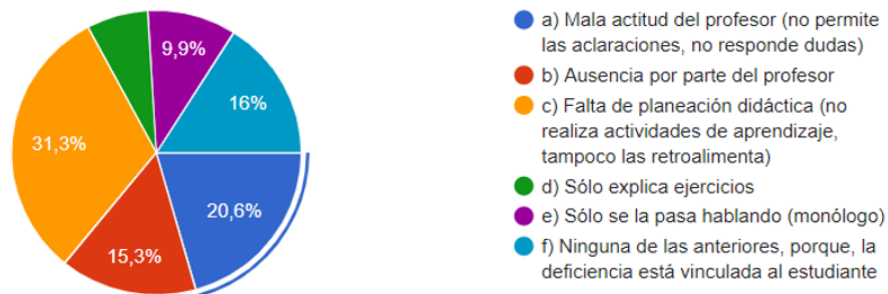 9,9%
16%
31,3%
20,6%
15,3%
a) Mala actitud del profesor (no permite
las aclaraciones, no responde dudas)
b) Ausencia por parte del profesor
c) Falta de planeación didáctica (no
realiza actividades de aprendizaje,
tampoco las retroalimenta)
d) Sólo explica ejercicios
e) Sólo se la pasa hablando (monólogo)
f) Ninguna de las anteriores, porque, la
deficiencia está vinculada al estudiante